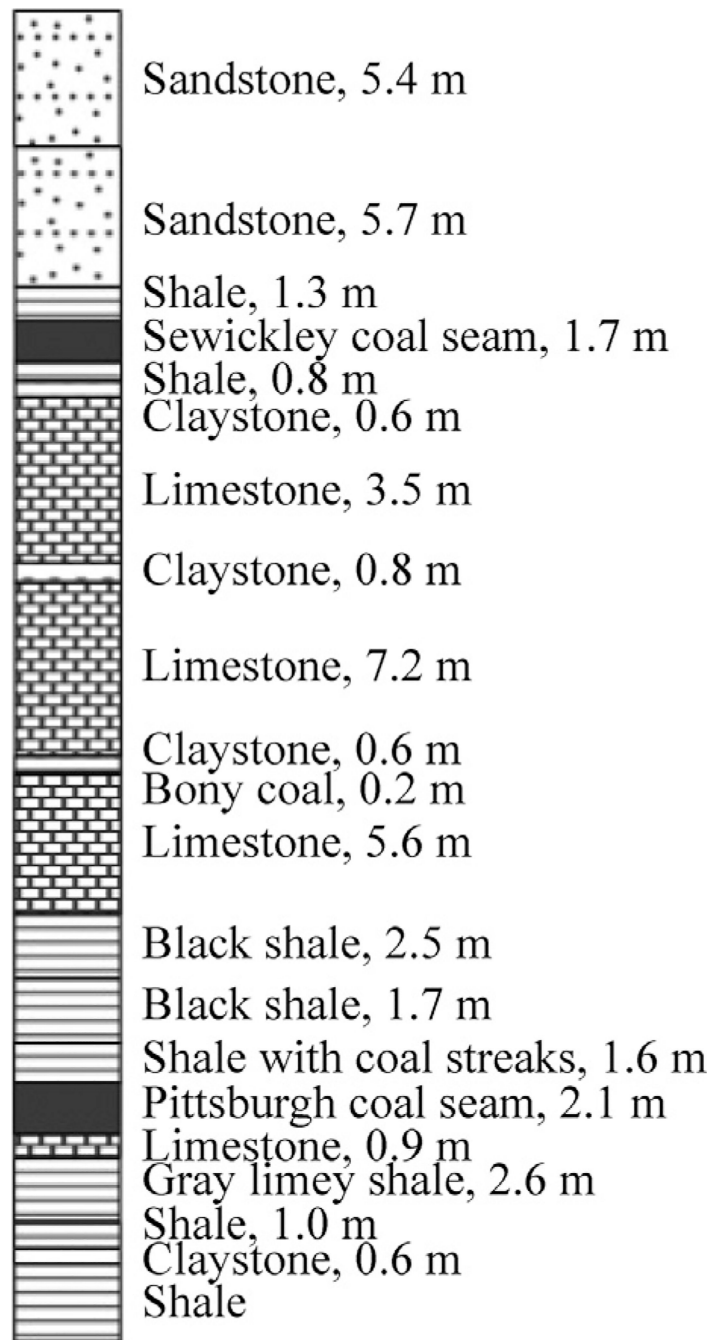 Sandstone, 5.4 m
Sandstone, 5.7 m
Shale, 1.3 m
Sewickley coal seam, 1.7 m
Shale, 0.8 m
Claystone, 0.6 m
Limestone, 3.5 m
Claystone, 0.8 m
Limestone, 7.2 m
Claystone, 0.6 m
Bony coal, 0.2 m
Limestone, 5.6 m
Black shale, 2.5 m
Black shale, 1.7 m
Shale with coal streaks, 1.6 m
Pittsburgh coal seam, 2.1 m
Limestone, 0.9 m
Gray limey shale, 2.6 m
Shale, 1.0 m
Claystone, 0.6 m
Shale